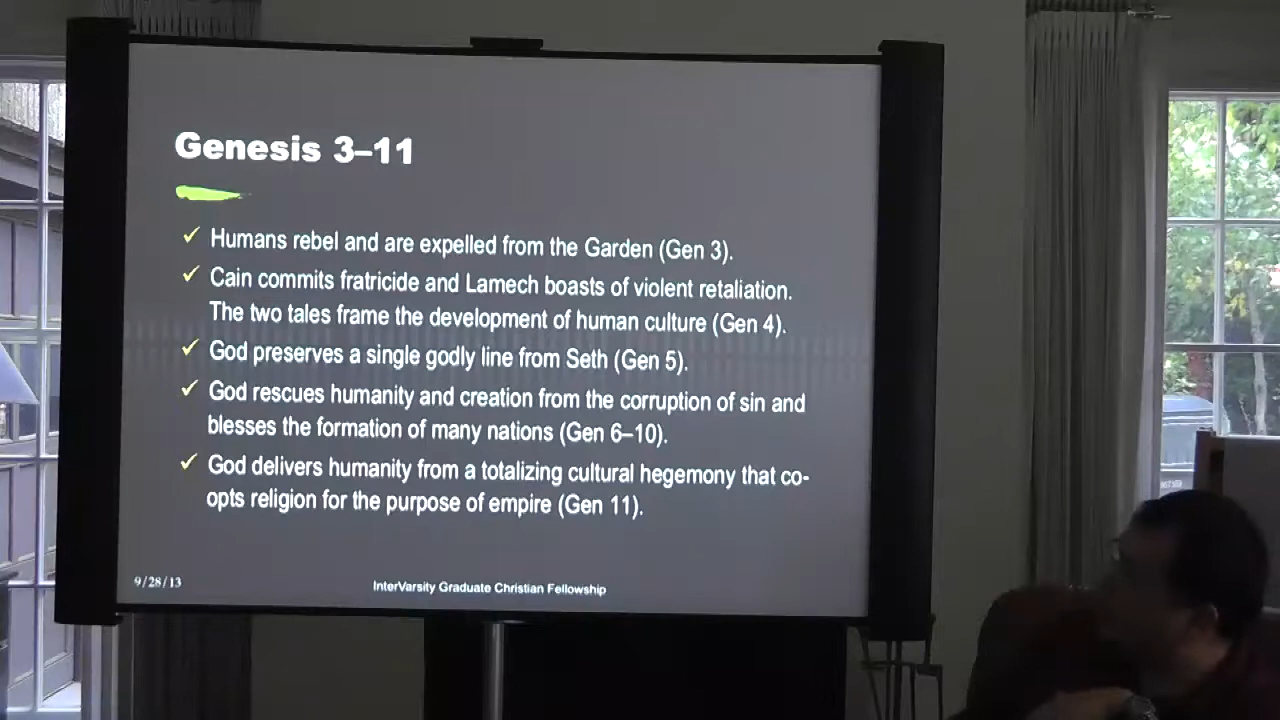 Genesis 3–11
✓ Humans rebel and are expelled from the Garden (Gen 3).
✓ Cain commits fratricide and Lamech boasts of violent retaliation.
The two tales frame the development of human culture (Gen 4).
✓ God preserves a single godly line from Seth (Gen 5).
✓ God rescues humanity and creation from the corruption of sin and
blesses the formation of many nations (Gen 6–10).
✓ God delivers humanity from a totalizing cultural hegemony that co-
opts religion for the purpose of empire (Gen 11).
9/28/13
InterVarsity Graduate Christian Fellowship